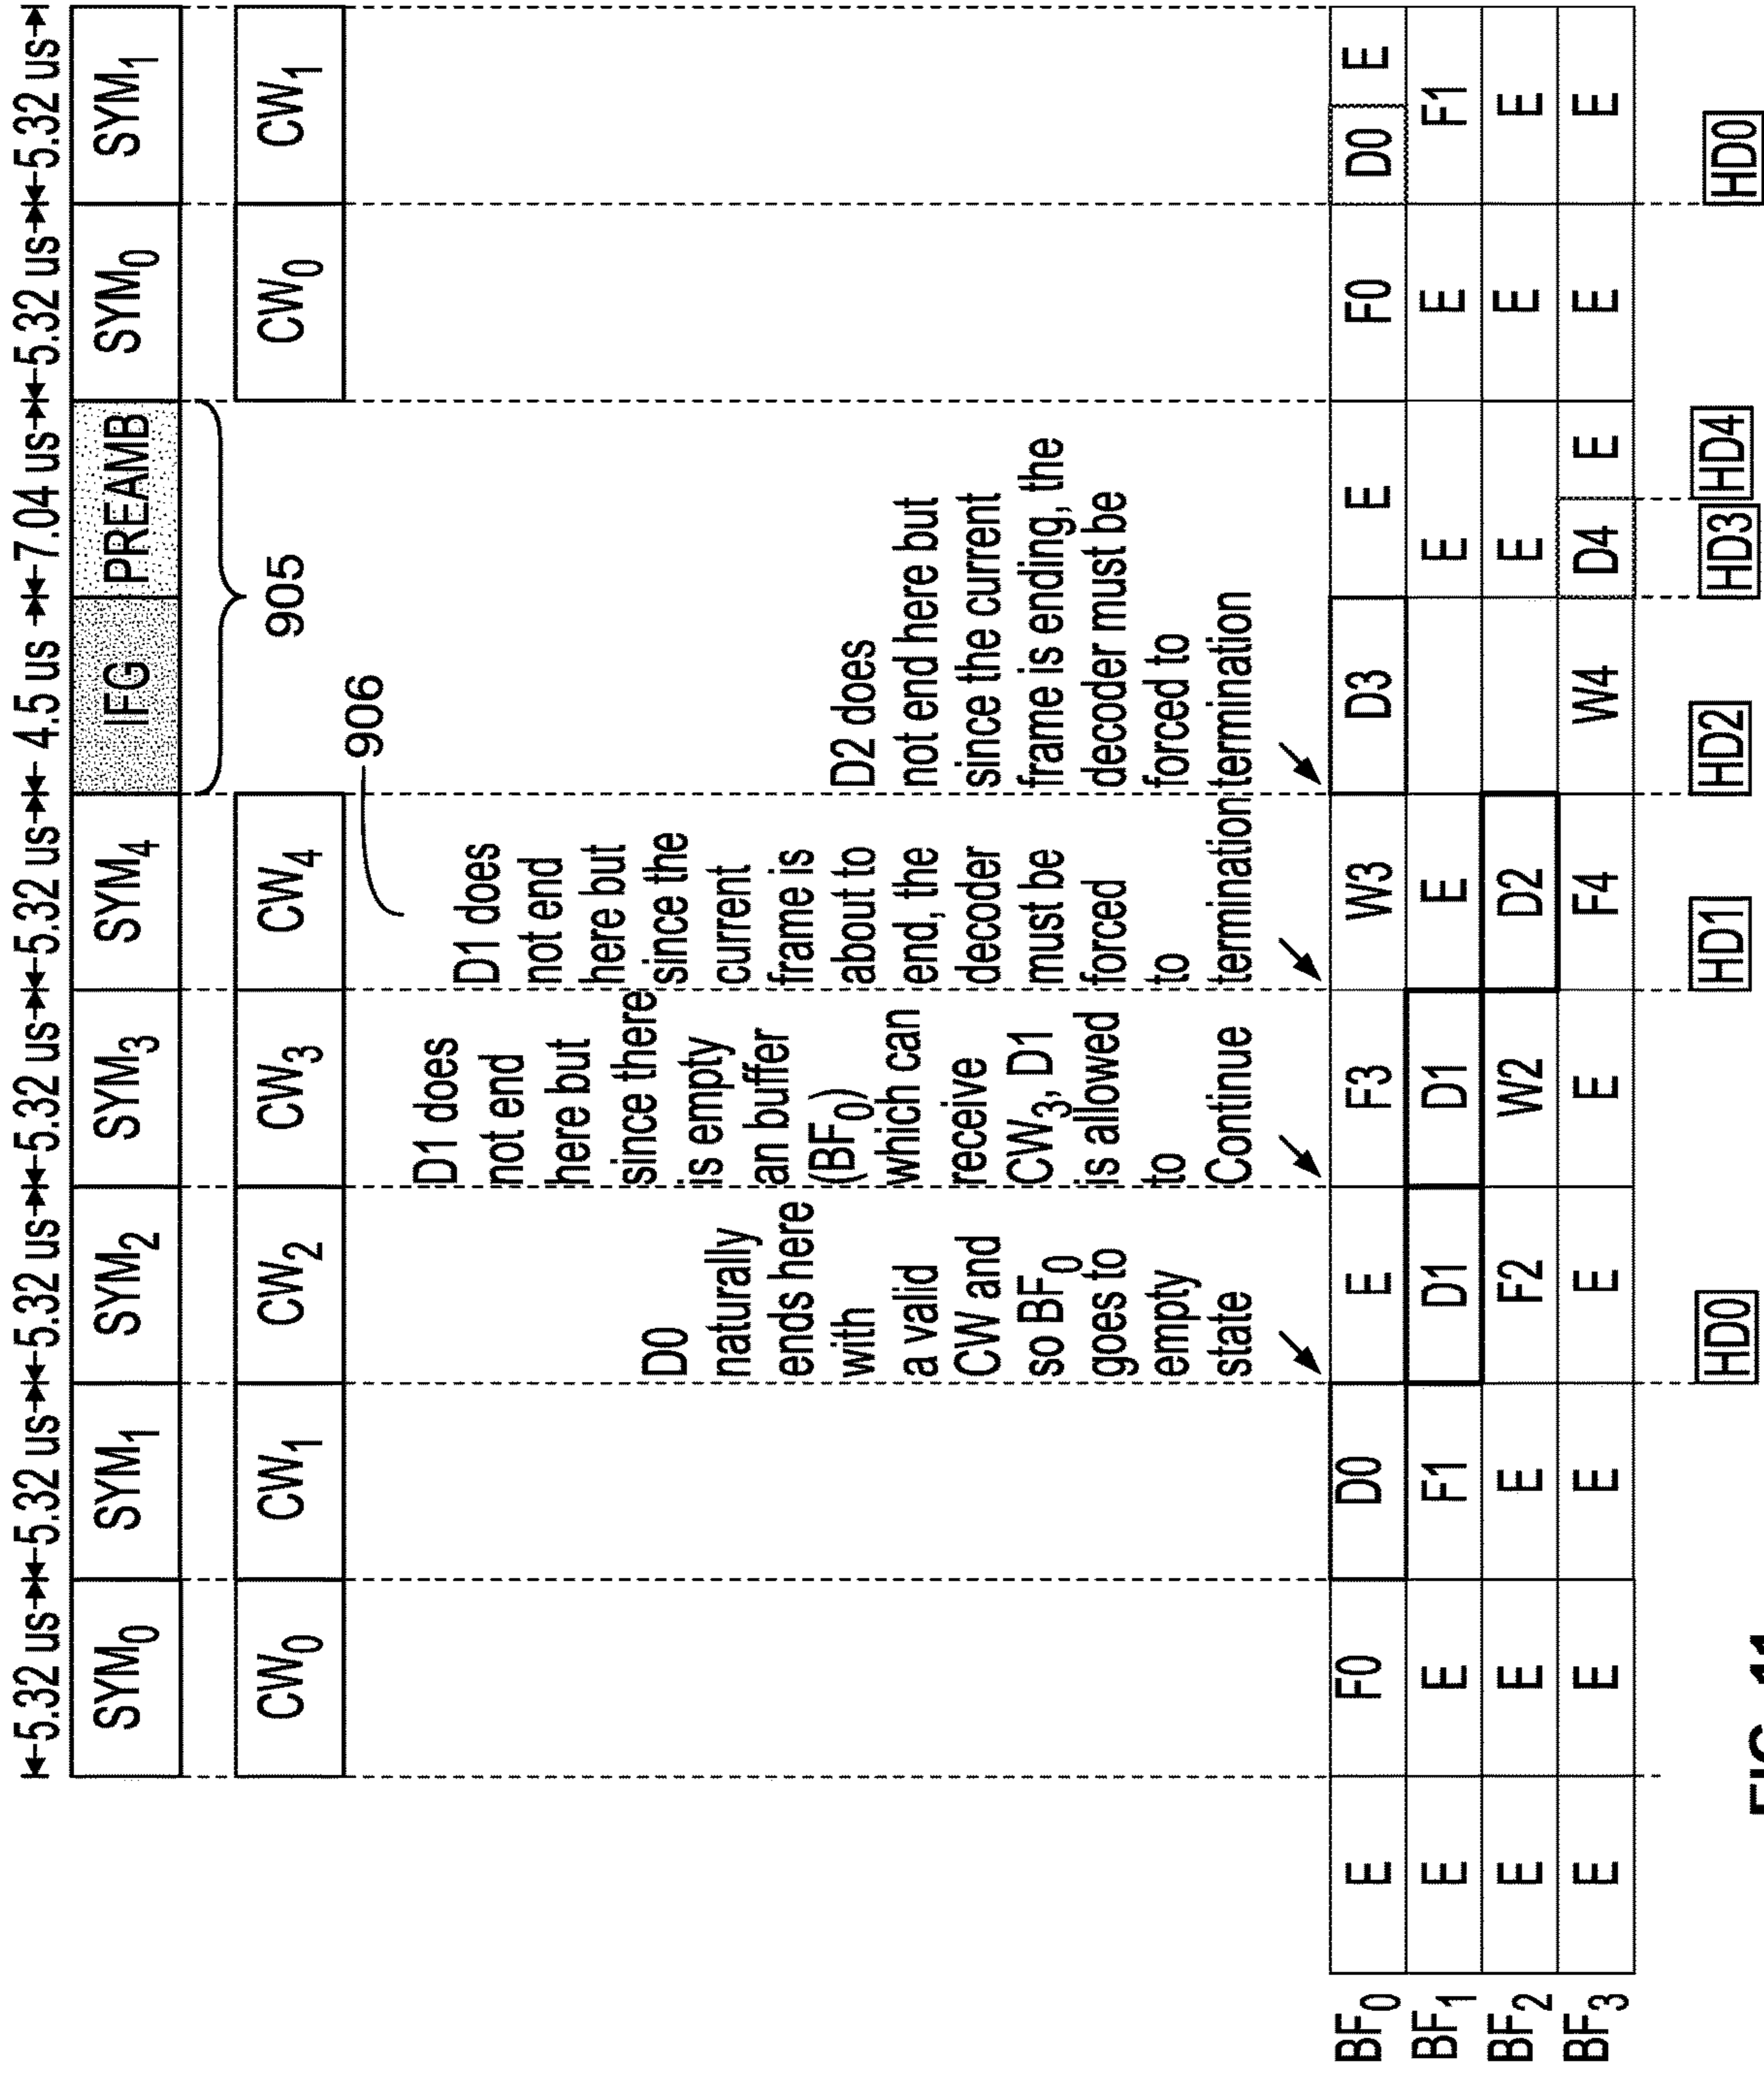 5.32 us 5.32 us 5.32 us 5.32 us 5.32 us 4.5 us 7.04 us 5.32 us 5.32 us
SYM0 SYM1 SYM2 SYM3 SYM4 IFG PREAMB SYM0 SYM1
905
CW0 CW1 CW2 CW3 CW4 CW0 CW1
906
D0
naturally
ends here
with
a valid
CW and
so BF0
goes to
empty
state
D1 does
not end
here but
since there
is empty
an buffer
(BF0)
which can
receive
CW3, D1
is allowed
to
Continue
D1 does
not end
here but
since the
current
frame is
about to
end, the
decoder
must be
forced
to
termination
D2 does
not end here but
since the current
frame is ending, the
decoder must be
forced to
termination
BF0 E F0 D0 E F3 W3 D3 E F0 D0 E
BF1 E E F1 D1 D1 E E E F1
BF2 E E E F2 W2 D2 E E E
BF3 E E E E E F4 W4 D4 E E E
HD0 HD1 HD2 HD3 HD4 HD0